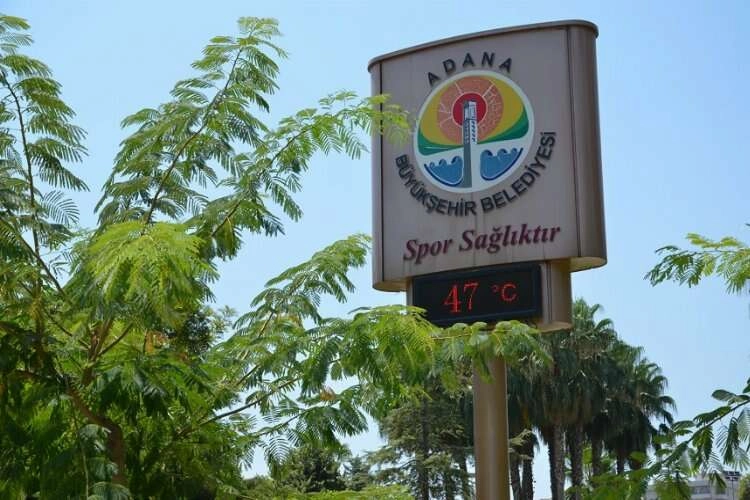 ADANA
BÜYÜKŞEHİR BELEDİYESİ
Spor Sağlıktır
47 °C